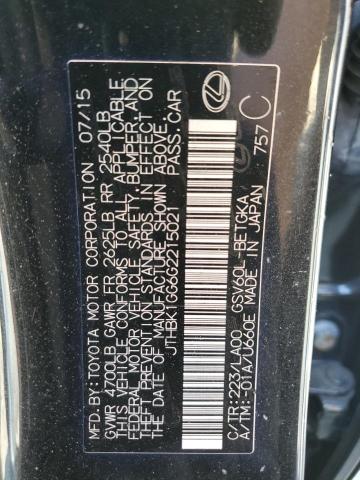 MFD.BY:TOYOTA MOTOR CORPORATION 07/15
GVWR 4700LB GAWR FR 2625LB RR 2540LB
THIS VEHICLE CONFORMS TO ALL APPLICABLE
FEDERAL MOTOR VEHICLE SAFETY, BUMPER, AND
THEFT PREVENTION STANDARDS IN EFFECT ON
THE DATE OF MANUFACTURE SHOWN ABOVE.
JTHBK1GG6G2215021 PASS.CAR
C/TR:223/LA00 GSV60L-BETGKA
A/TM:-01A/U660E MADE IN JAPAN
757 C